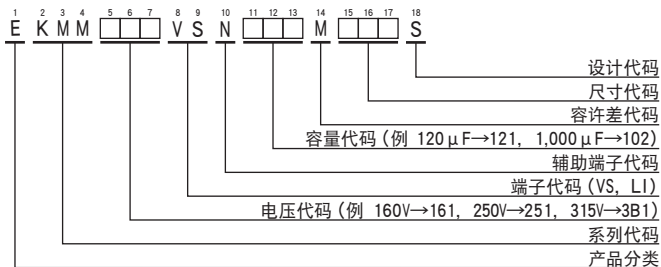 1 2 3 4 5 6 7 8 9 10 11 12 13 14 15 16 17 18
E KMM □□□ VS N □□□ M □□□ S
设计代码
尺寸代码
容许差代码
容量代码(例 120μF→121, 1,000μF→102)
辅助端子代码
端子代码(VS, LI)
电压代码(例 160V→161, 250V→251, 315V→3B1)
系列代码
产品分类